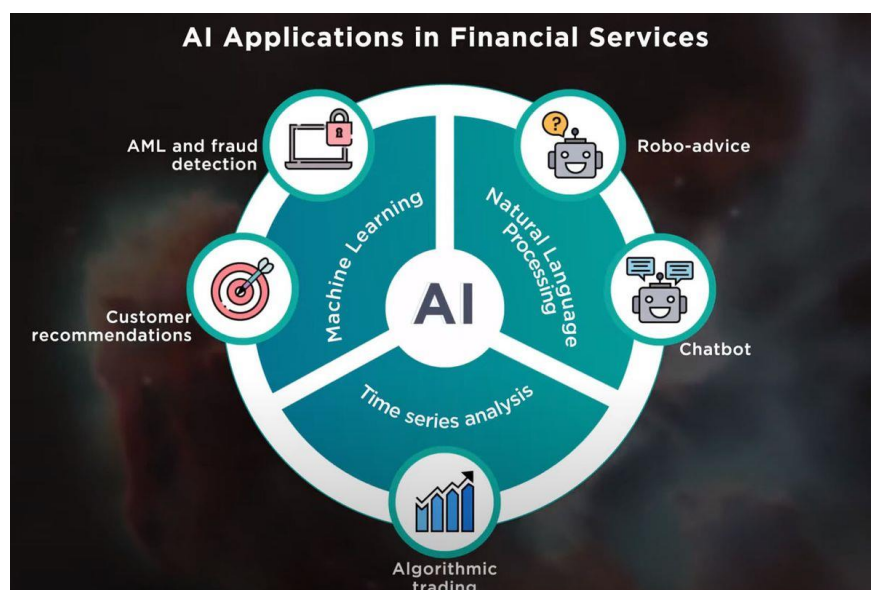 AI Applications in Financial Services
AML and fraud
detection
?
Robo-advice
Machine Learning
Natural Language
Processing
AI
Customer
recommendations
Chatbot
Time series analysis
Algorithmic
trading